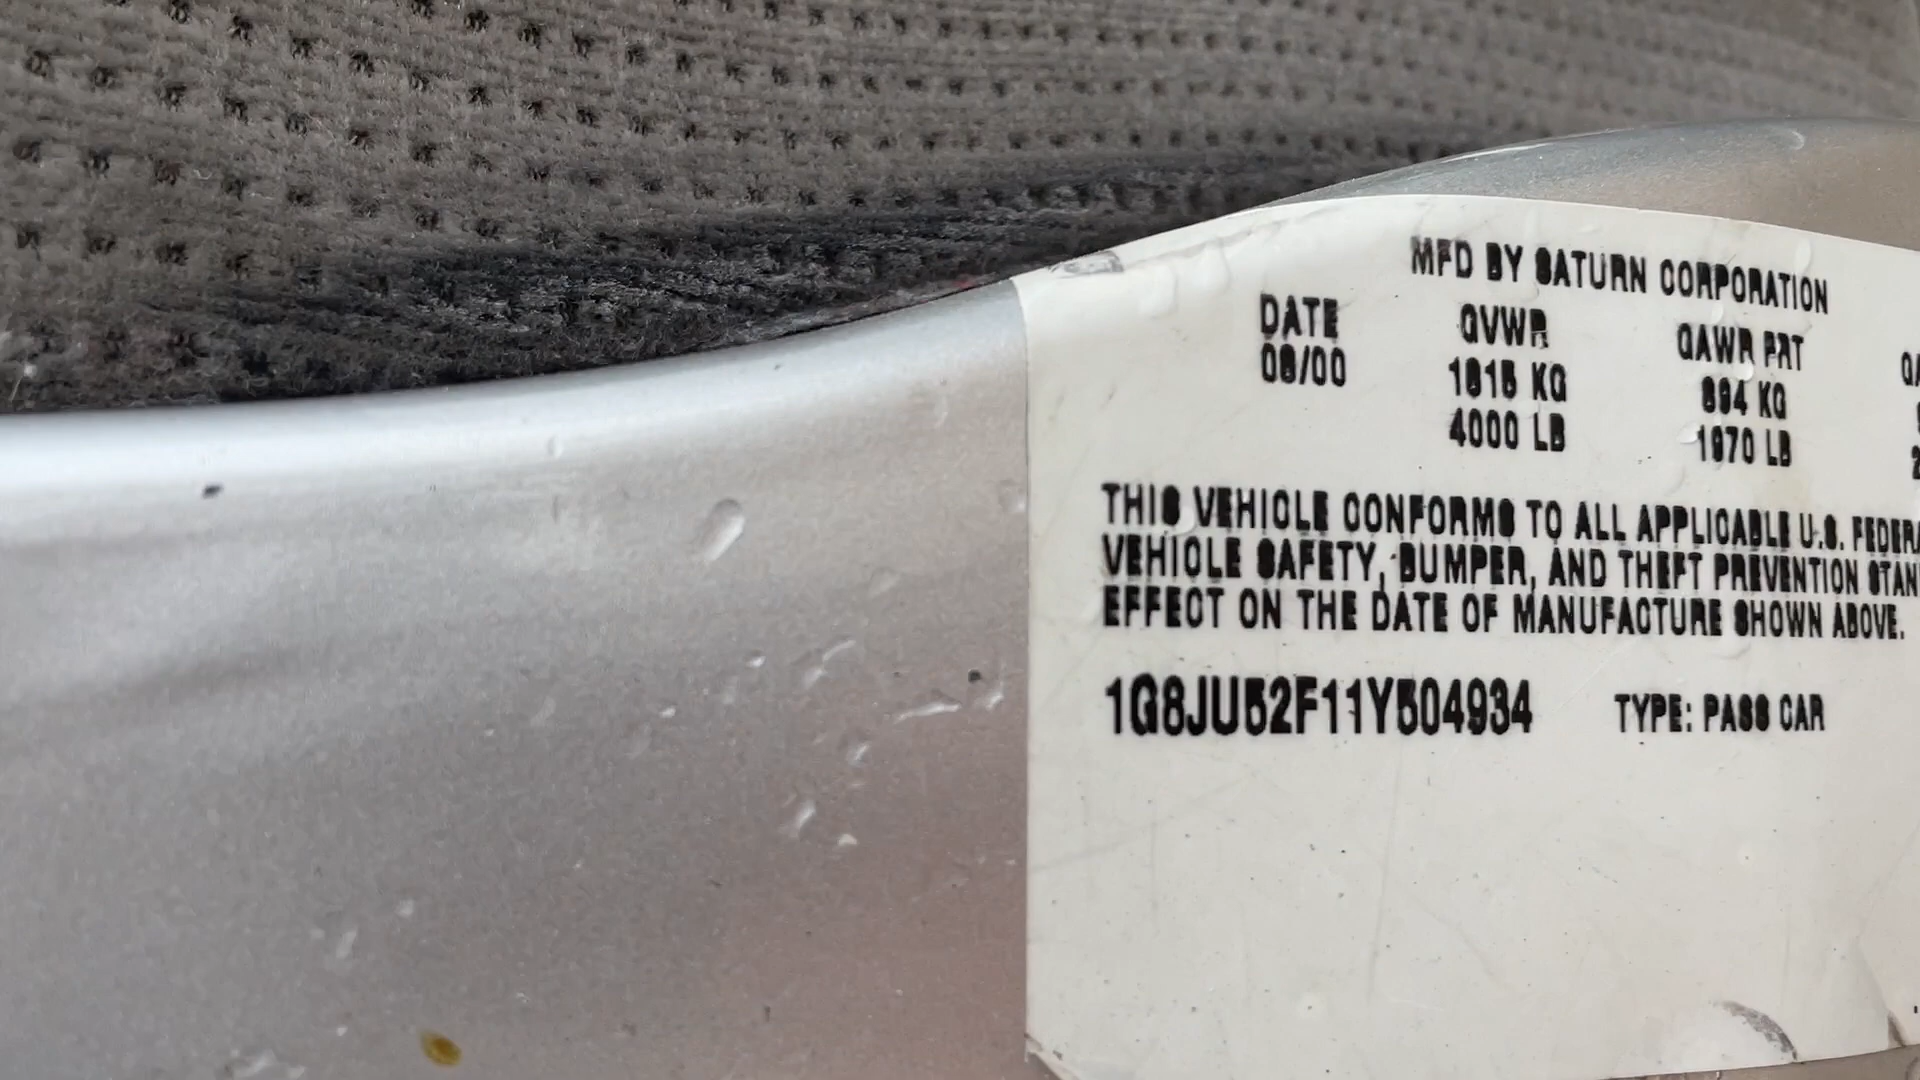 MFD BY SATURN CORPORATION
DATE GVWR GAWR FRT
08/00 1815 KG 894 KG
4000 LB 1970 LB
THIS VEHICLE CONFORMS TO ALL APPLICABLE U.S. FEDERA
VEHICLE SAFETY, BUMPER, AND THEFT PREVENTION STAN
EFFECT ON THE DATE OF MANUFACTURE SHOWN ABOVE.
1G8JU52F11Y504934 TYPE: PASS CAR